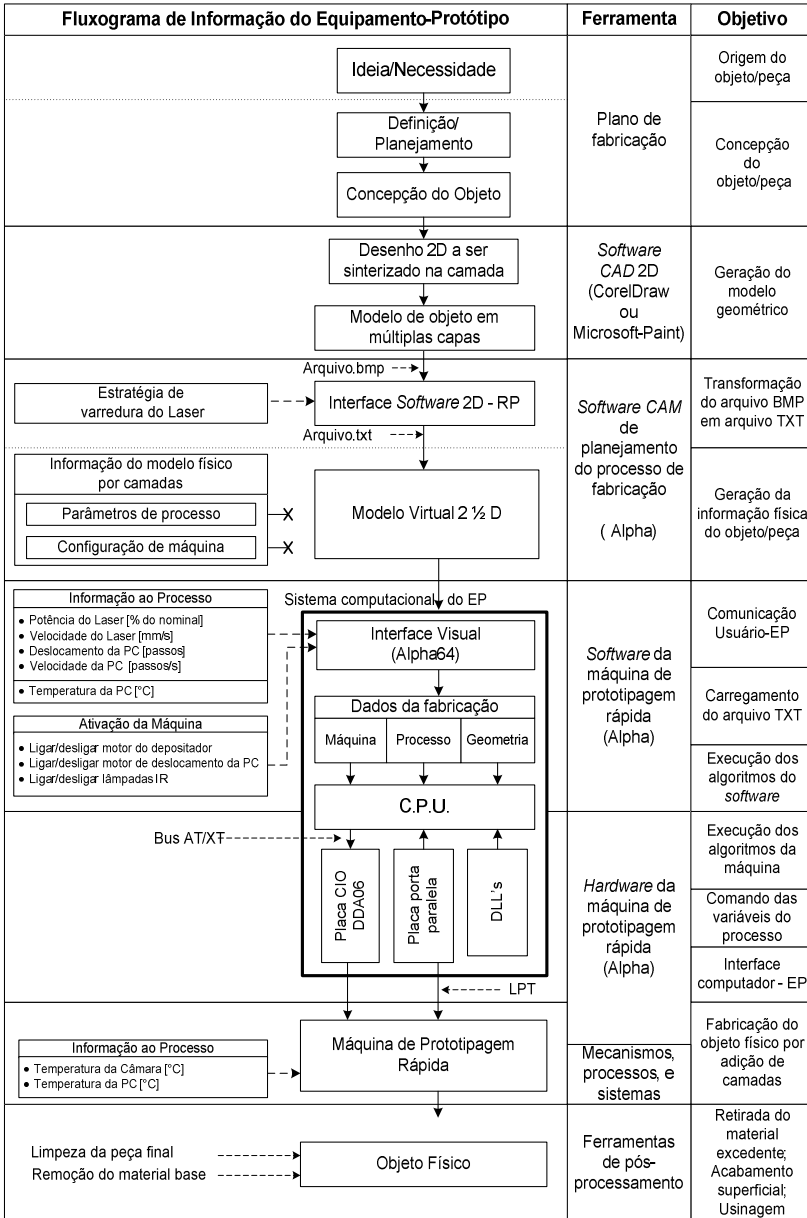 Fluxograma de Informação do Equipamento-Protótipo
Ferramenta
Objetivo
Ideia/Necessidade
Definição/
Planejamento
Concepção do Objeto
Plano de
fabricação
Origem do
objeto/peça
Concepção
do
objeto/peça
Desenho 2D a ser
sinterizado na camada
Modelo de objeto em
múltiplas capas
Software
CAD 2D
(CorelDraw
ou
Microsoft-Paint)
Geração do
modelo
geométrico
Arquivo.bmp
Estratégia de
varredura do Laser
Interface Software 2D - RP
Arquivo.txt
Informação do modelo físico
por camadas
Parâmetros de processo
Configuração de máquina
X
X
Modelo Virtual 2 ½ D
Software CAM
de
planejamento
do processo de
fabricação
( Alpha)
Transformação
do arquivo BMP
em arquivo TXT
Geração da
informação física
do objeto/peça
Sistema computacional do EP
Informação ao Processo
• Potência do Laser [% do nominal]
• Velocidade do Laser [mm/s]
• Deslocamento da PC [passos]
• Velocidade da PC [passos/s]
• Temperatura da PC [°C]
Ativação da Máquina
• Ligar/desligar motor do depositador
• Ligar/desligar motor de deslocamento da PC
• Ligar/desligar lâmpadas IR
Interface Visual
(Alpha64)
Dados da fabricação
Máquina
Processo
Geometria
C.P.U.
Bus AT/XT
Placa CIO
DDA06
Placa porta
paralela
DLL's
LPT
Software da
máquina de
prototipagem
rápida
(Alpha)
Comunicação
Usuário-EP
Carregamento
do arquivo TXT
Execução dos
algoritmos do
software
Hardware da
máquina de
prototipagem
rápida
(Alpha)
Execução dos
algoritmos da
máquina
Comando das
variáveis do
processo
Interface
computador - EP
Informação ao Processo
• Temperatura da Câmara [°C]
• Temperatura da PC [°C]
Máquina de Prototipagem
Rápida
Mecanismos,
processos, e
sistemas
Fabricação do
objeto físico por
adição de
camadas
Limpeza da peça final
Remoção do material base
Objeto Físico
Ferramentas
de pós-
processamento
Retirada do
material
excedente;
Acabamento
superficial;
Usinagem